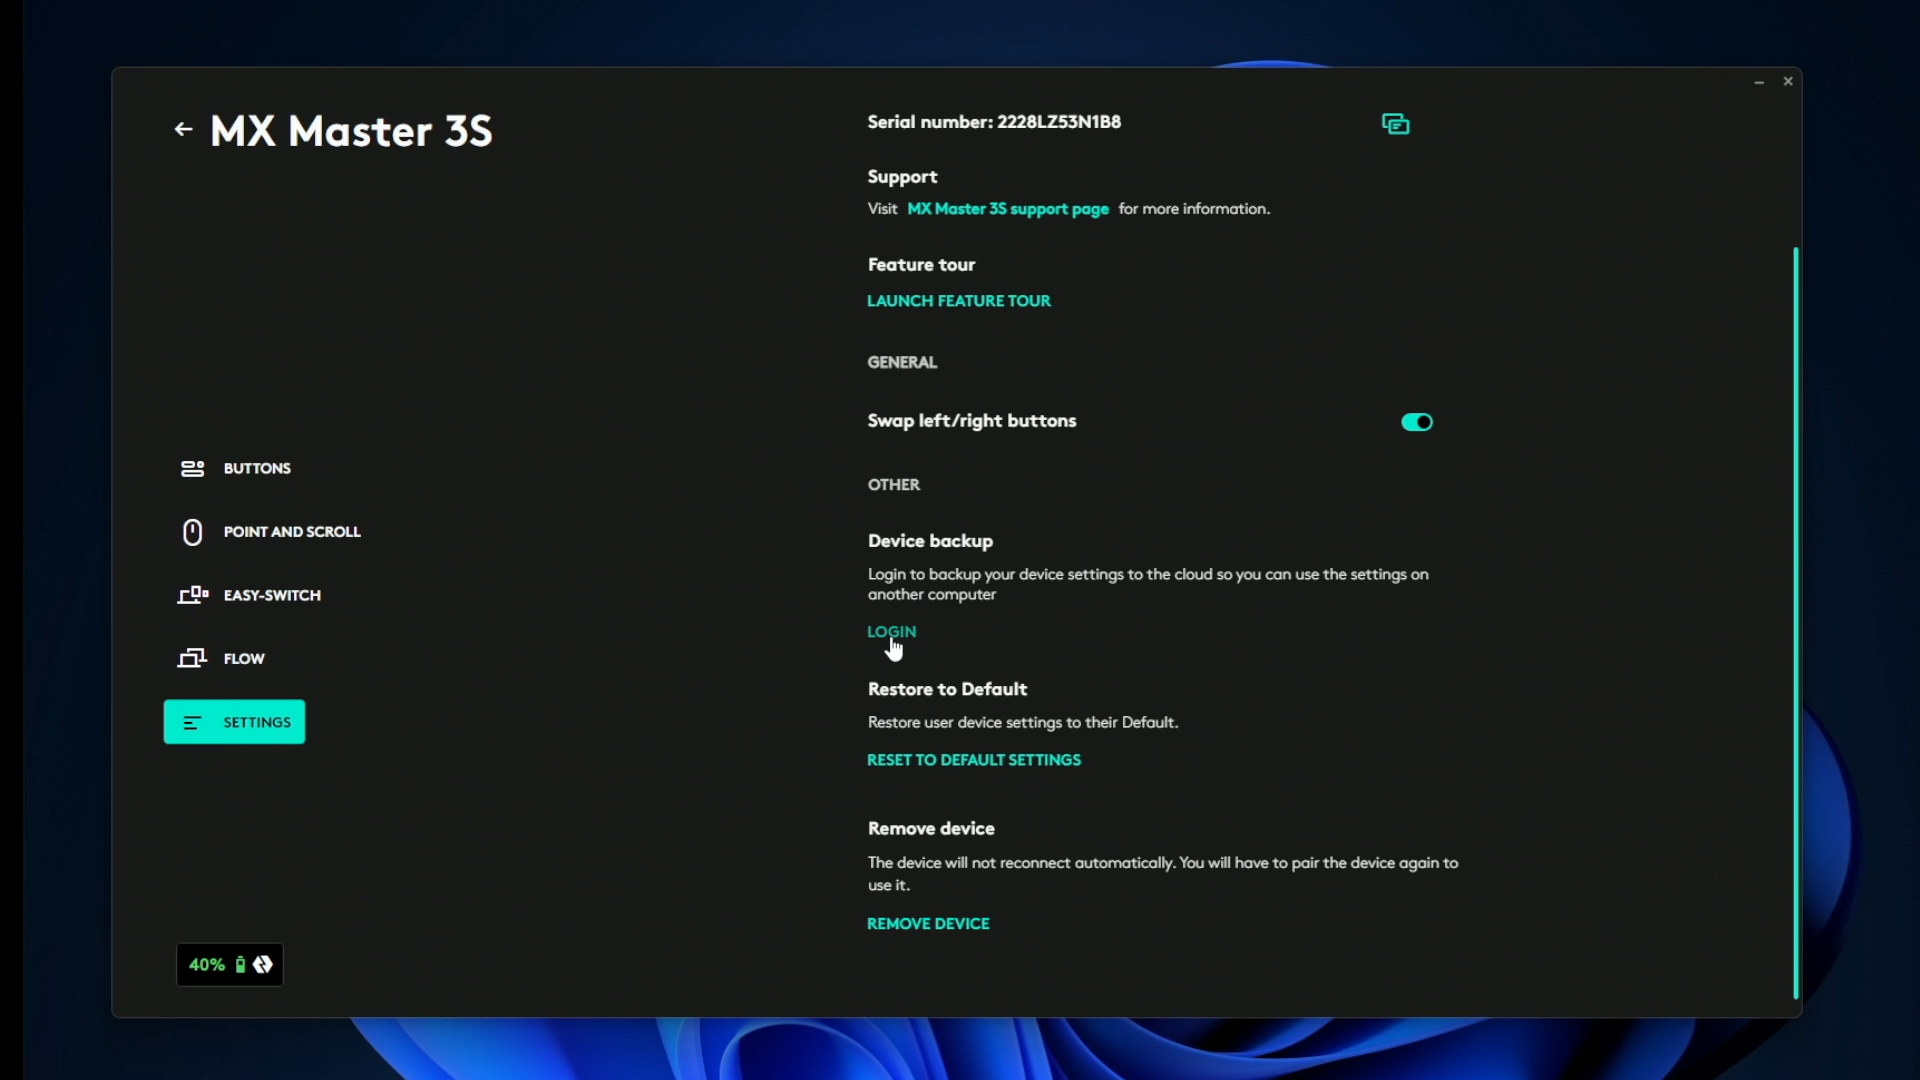 MX Master 3S
Serial number: 2228LZ53N1B8
Support
Visit MX Master 3S support page for more information.
Feature tour
LAUNCH FEATURE TOUR
GENERAL
Swap left/right buttons
OTHER
Device backup
Login to backup your device settings to the cloud so you can use the settings on
another computer
LOGIN
Restore to Default
Restore user device settings to their Default.
RESET TO DEFAULT SETTINGS
Remove device
The device will not reconnect automatically. You will have to pair the device again to
use it.
REMOVE DEVICE
BUTTONS
POINT AND SCROLL
EASY-SWITCH
FLOW
SETTINGS
40%